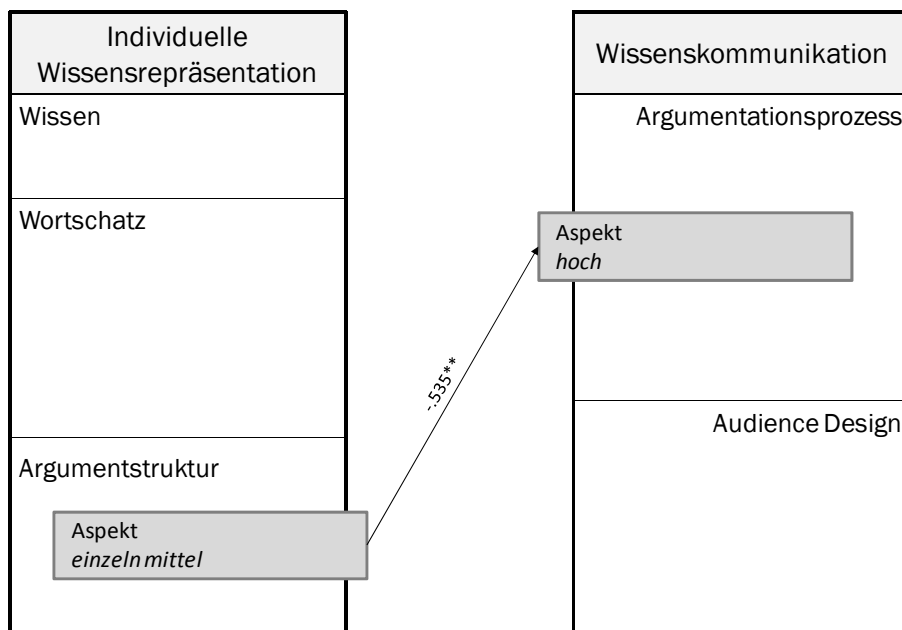 Individuelle
Wissensrepräsentation
Wissen
Wortschatz
Argumentstruktur
Aspekt
einzeln mittel
-.535**
Wissenskommunikation
Argumentationsprozess
Aspekt
hoch
Audience Design